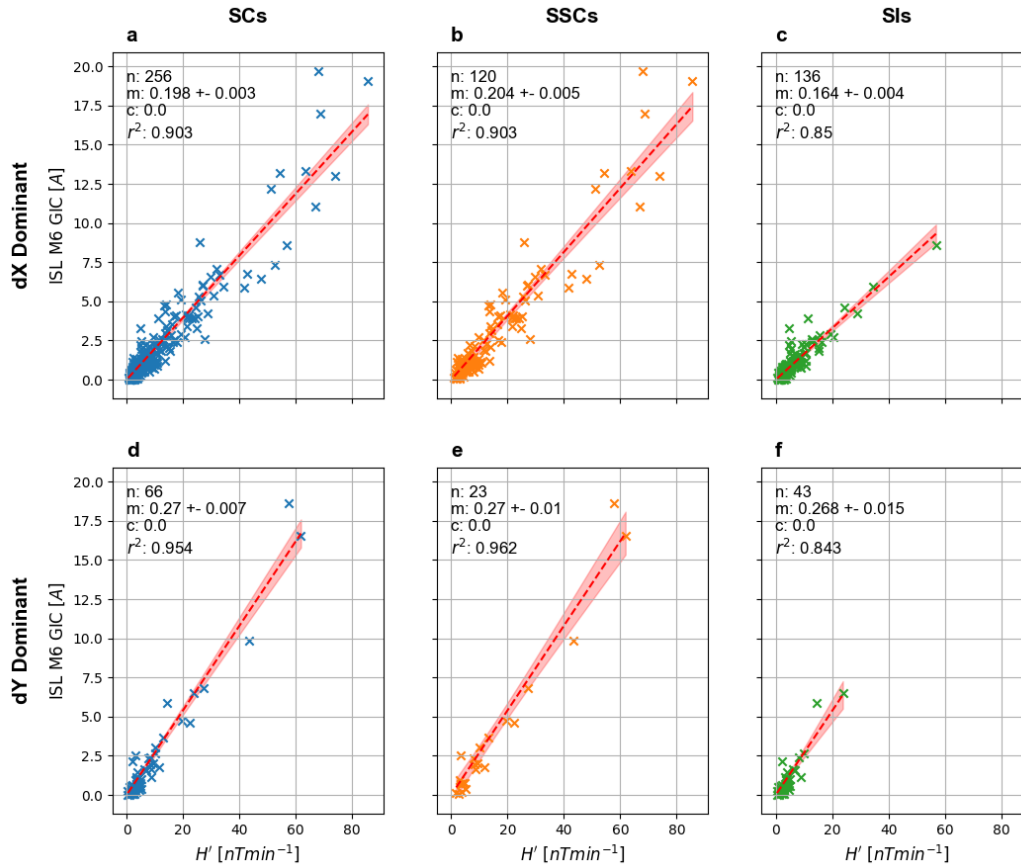 SCs
SSCs
SIs
a
b
c
dX Dominant
ISL M6 GIC [A]
20.0
17.5
15.0
12.5
10.0
7.5
5.0
2.5
0.0
n: 256
m: 0.198 +- 0.003
c: 0.0
r²: 0.903
n: 120
m: 0.204 +- 0.005
c: 0.0
r²: 0.903
n: 136
m: 0.164 +- 0.004
c: 0.0
r²: 0.85
d
e
f
dY Dominant
ISL M6 GIC [A]
20.0
17.5
15.0
12.5
10.0
7.5
5.0
2.5
0.0
n: 66
m: 0.27 +- 0.007
c: 0.0
r²: 0.954
n: 23
m: 0.27 +- 0.01
c: 0.0
r²: 0.962
n: 43
m: 0.268 +- 0.015
c: 0.0
r²: 0.843
0 20 40 60 80
0 20 40 60 80
0 20 40 60 80
H′ [nTmin⁻¹]
H′ [nTmin⁻¹]
H′ [nTmin⁻¹]